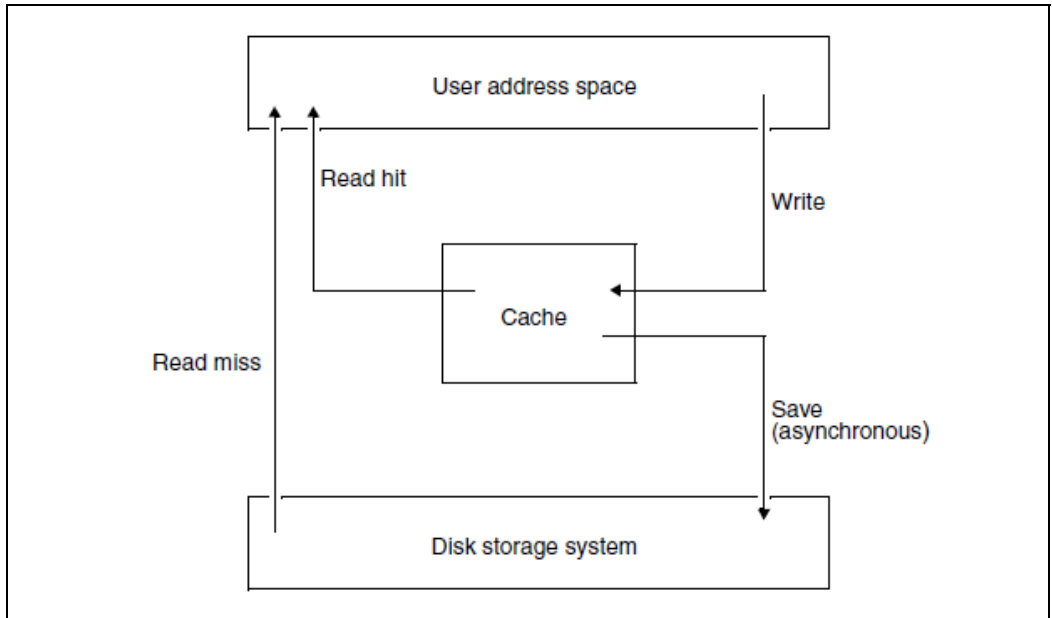 User address space
Read hit
Write
Cache
Read miss
Save
(asynchronous)
Disk storage system